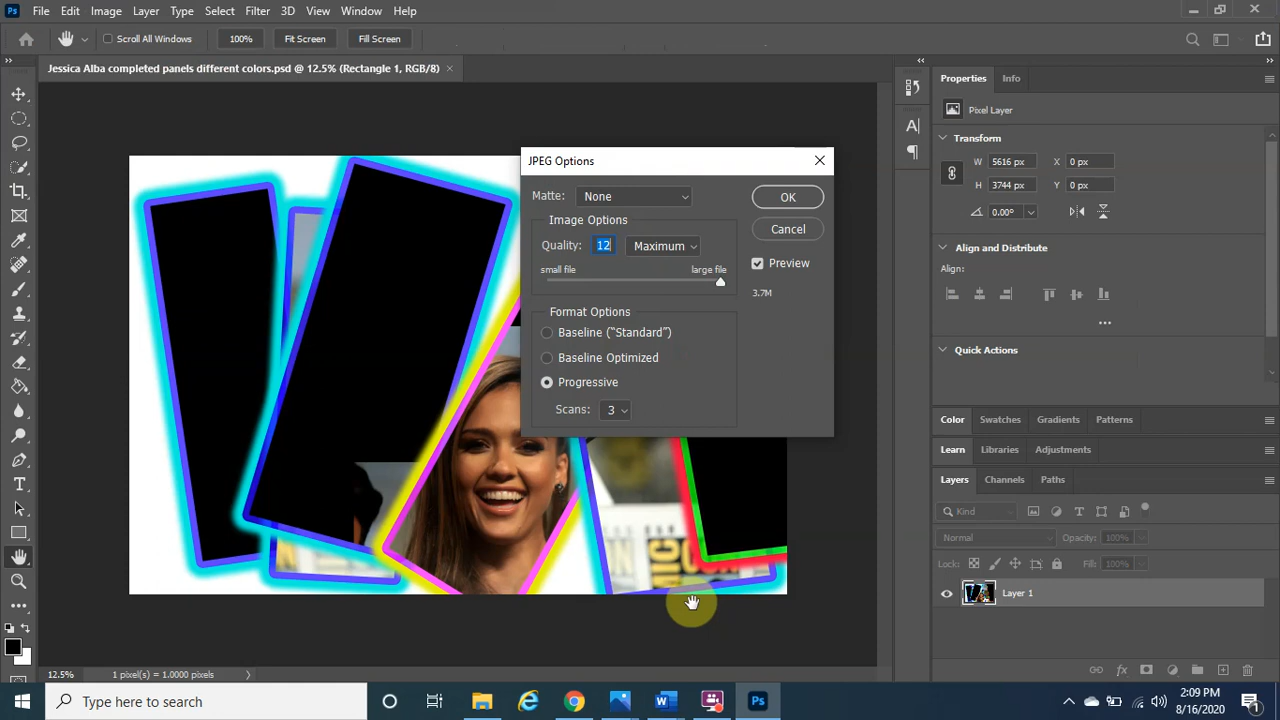 Ps File Edit Image Layer Type Select Filter 3D View Window Help
Scroll All Windows 100% Fit Screen Fill Screen
Jessica Alba completed panels different colors.psd @ 12.5% (Rectangle 1, RGB/8) ×
JPEG Options
Matte: None
OK
Image Options
Cancel
Quality: 12 Maximum
Preview
small file large file
3.7M
Format Options
Baseline ("Standard")
Baseline Optimized
Progressive
Scans: 3
Properties Info
Pixel Layer
Transform
W 5616 px X 0 px
H 3744 px Y 0 px
0.00°
Align and Distribute
Align:
Quick Actions
Color Swatches Gradients Patterns
Learn Libraries Adjustments
Layers Channels Paths
Kind
Normal Opacity: 100%
Lock: Fill: 100%
Layer 1
12.5% 1 pixel(s) = 1.0000 pixels
Type here to search
2:09 PM
8/16/2020